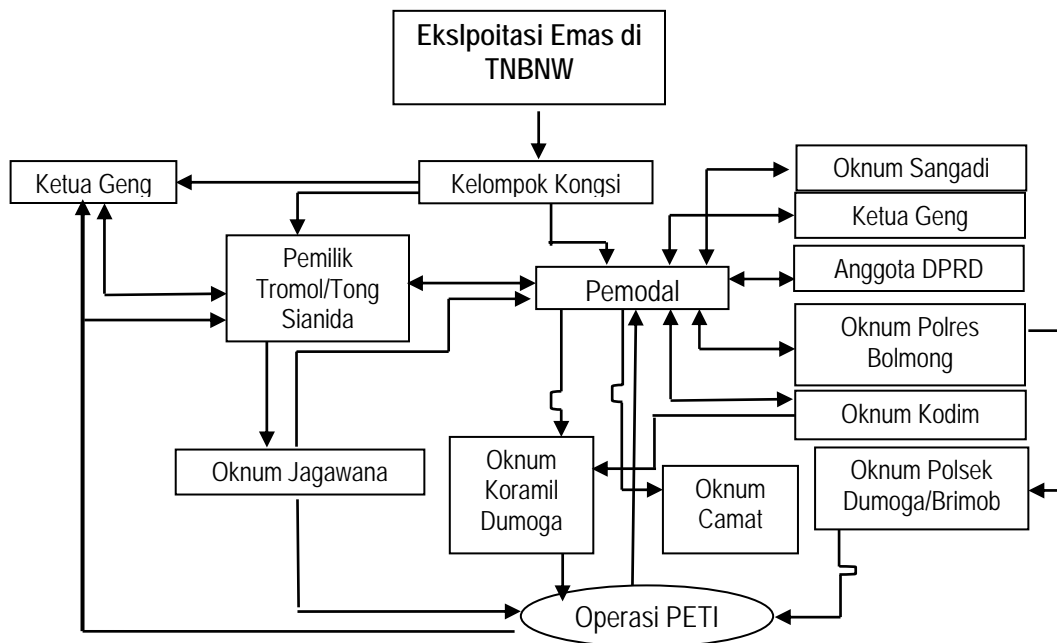 Ekslpoitasi Emas di
TNBNW
Ketua Geng
Kelompok Kongsi
Oknum Sangadi
Ketua Geng
Pemilik
Tromol/Tong
Sianida
Pemodal
Anggota DPRD
Oknum Polres
Bolmong
Oknum Kodim
Oknum Jagawana
Oknum
Koramil
Dumoga
Oknum
Camat
Oknum Polsek
Dumoga/Brimob
Operasi PETI